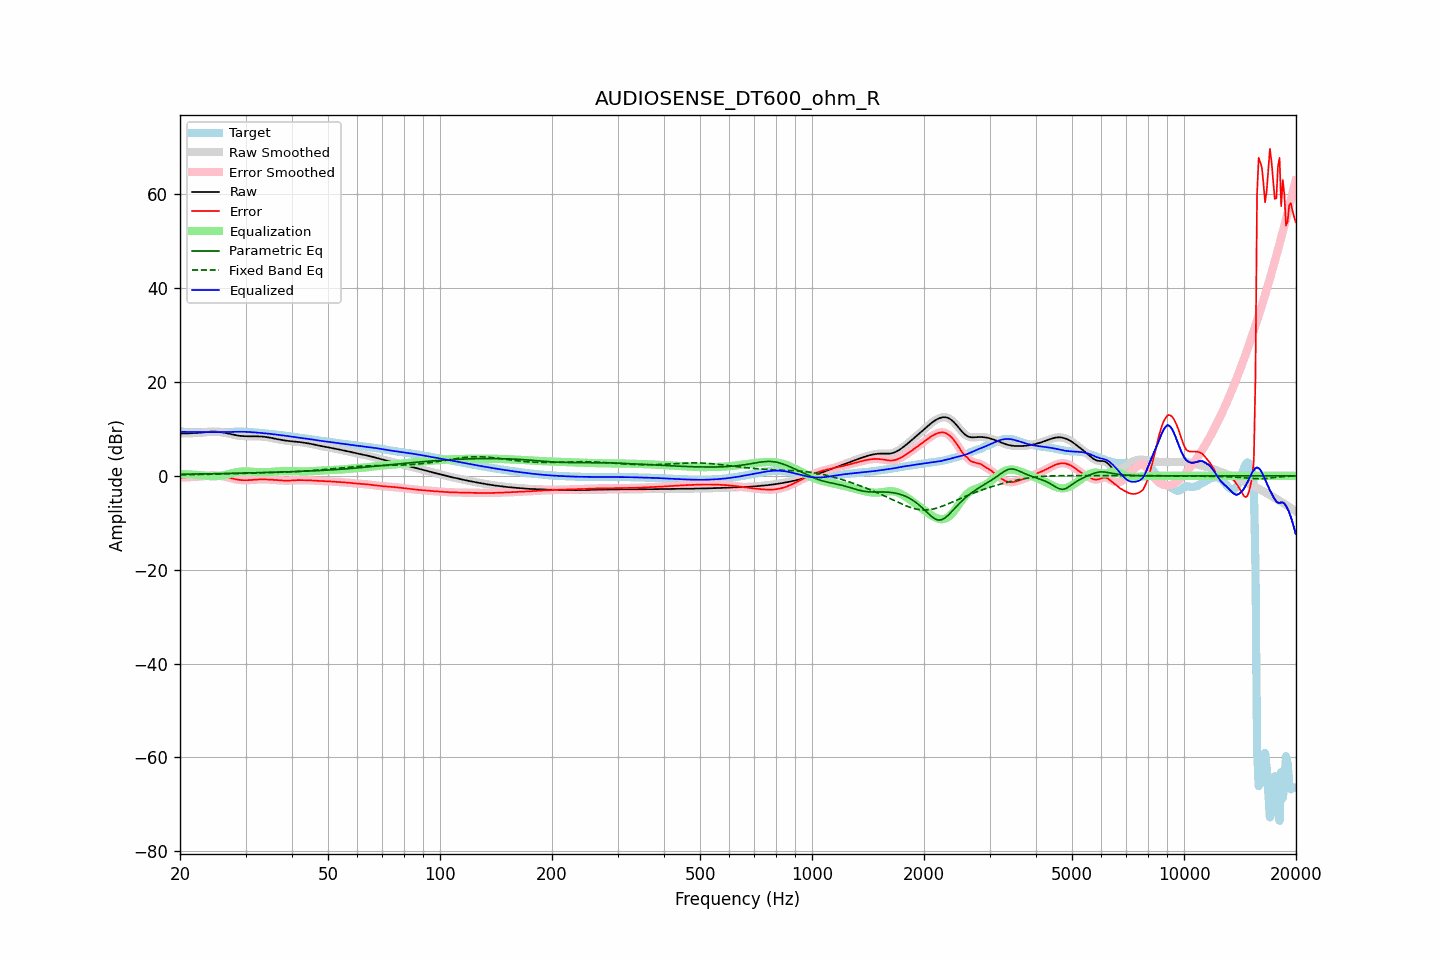 AUDIOSENSE_DT600_ohm_R
Target
Raw Smoothed
Error Smoothed
Raw
Error
Equalization
Parametric Eq
Fixed Band Eq
Equalized
60
40
20
0
−20
−40
−60
−80
Amplitude (dBr)
20 50 100 200 500 1000 2000 5000 10000 20000
Frequency (Hz)